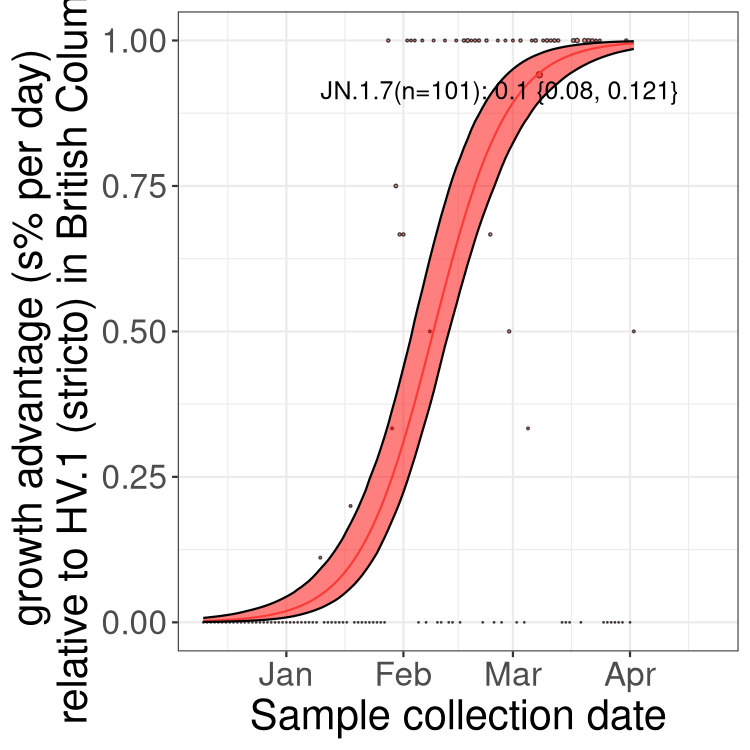 growth advantage (s% per day)
relative to HV.1 (stricto) in British Colum
1.00
0.75
0.50
0.25
0.00
JN.1.7(n=101): 0.1 {0.08, 0.121}
Jan Feb Mar Apr
Sample collection date